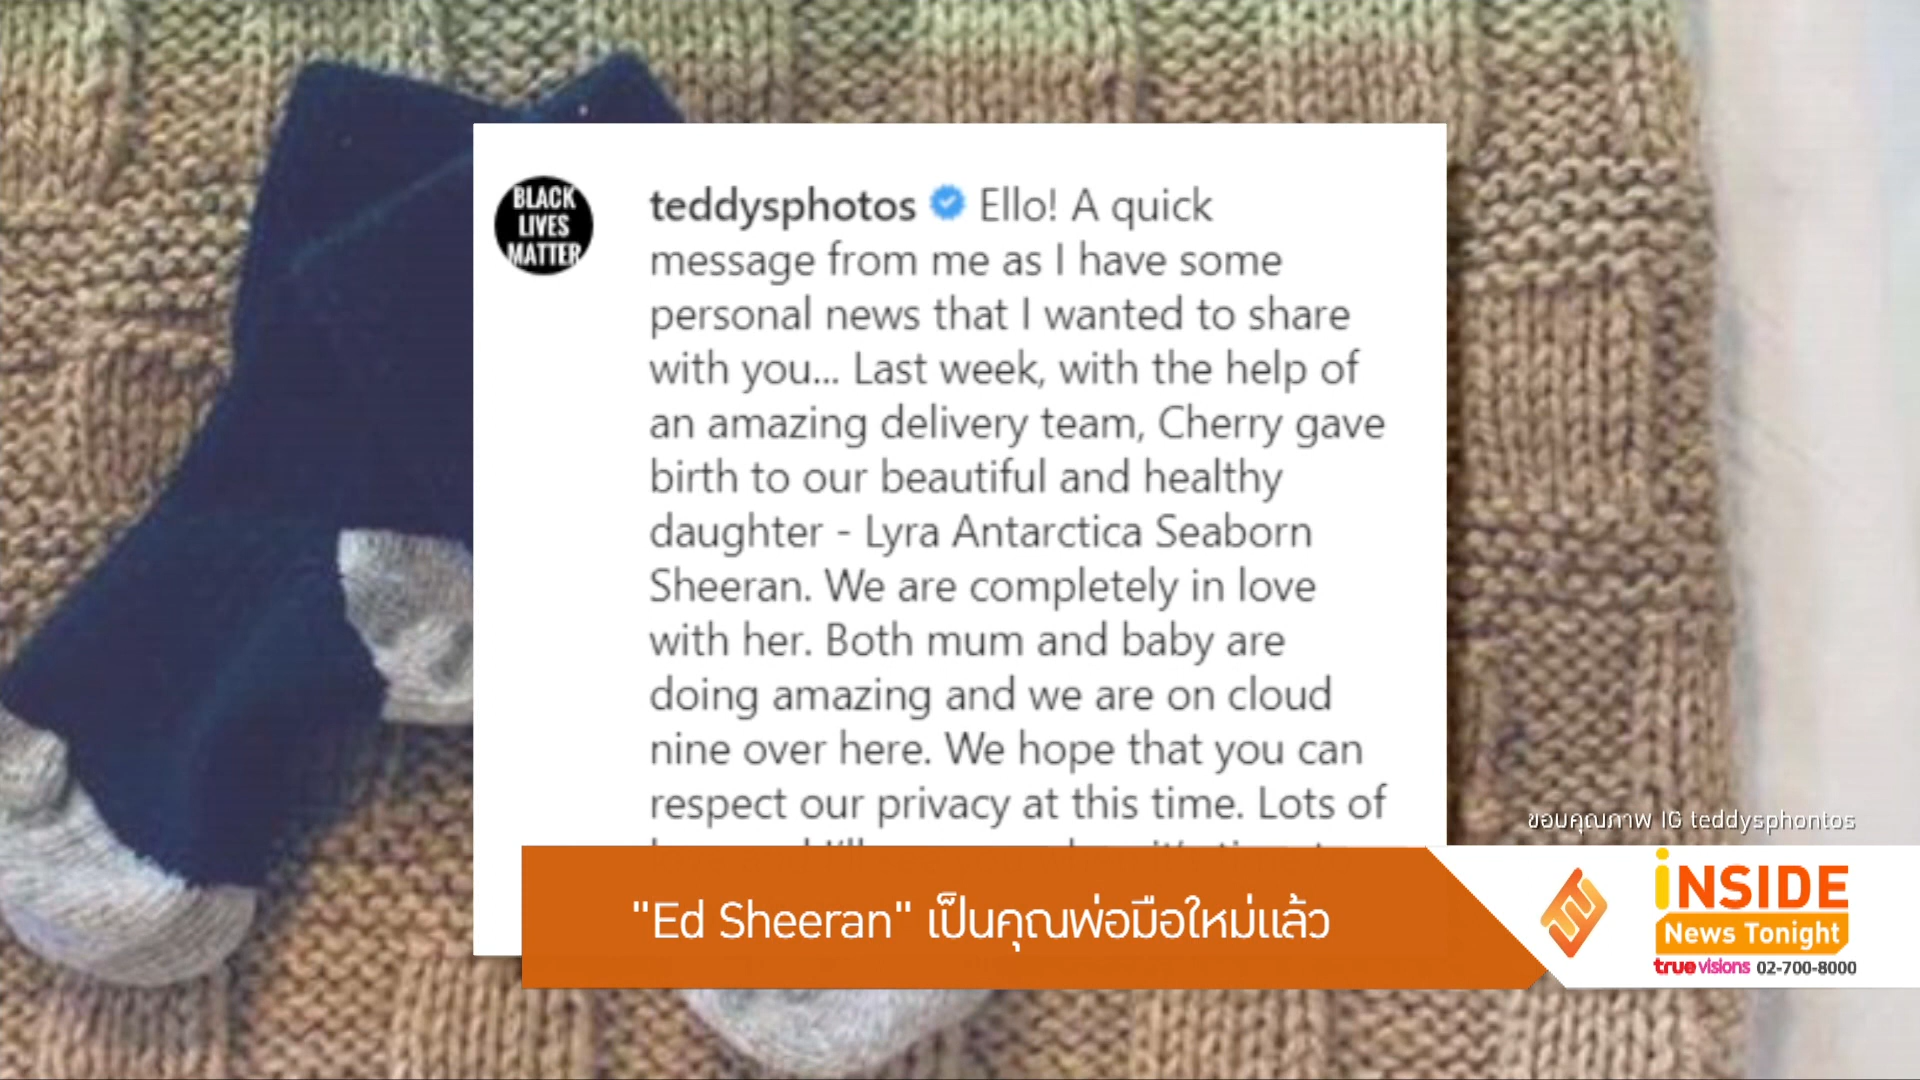 BLACK
LIVES
MATTER
teddysphotos Ello! A quick
message from me as I have some
personal news that I wanted to share
with you... Last week, with the help of
an amazing delivery team, Cherry gave
birth to our beautiful and healthy
daughter - Lyra Antarctica Seaborn
Sheeran. We are completely in love
with her. Both mum and baby are
doing amazing and we are on cloud
nine over here. We hope that you can
respect our privacy at this time. Lots of
ขอบคุณภาพ IG teddysphontos
"Ed Sheeran" เป็นคุณพ่อมือใหม่แล้ว
iNSIDE
News Tonight
truevisions 02-700-8000